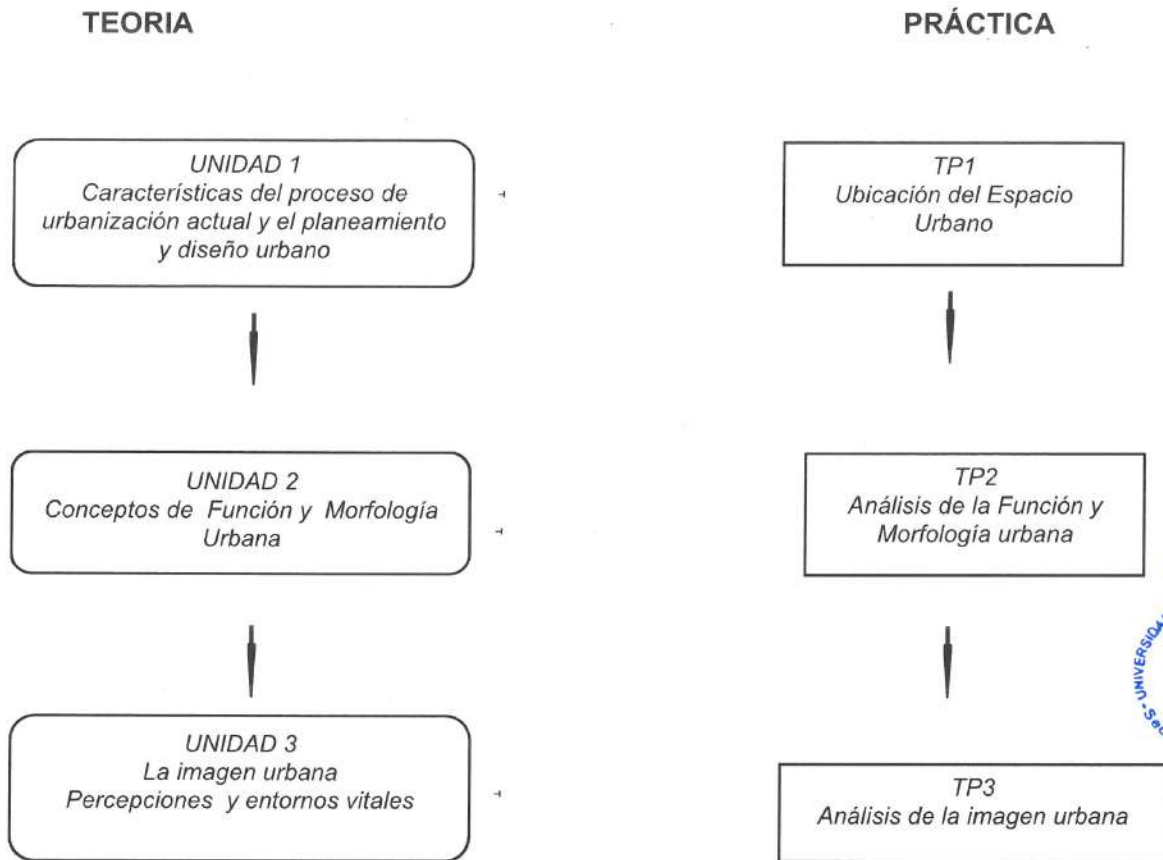 TEORIA
PRÁCTICA
UNIDAD 1
Características del proceso de
urbanización actual y el planeamiento
y diseño urbano
TP1
Ubicación del Espacio
Urbano
UNIDAD 2
Conceptos de Función y Morfología
Urbana
TP2
Análisis de la Función y
Morfología urbana
UNIDAD 3
La imagen urbana
Percepciones y entornos vitales
TP3
Análisis de la imagen urbana